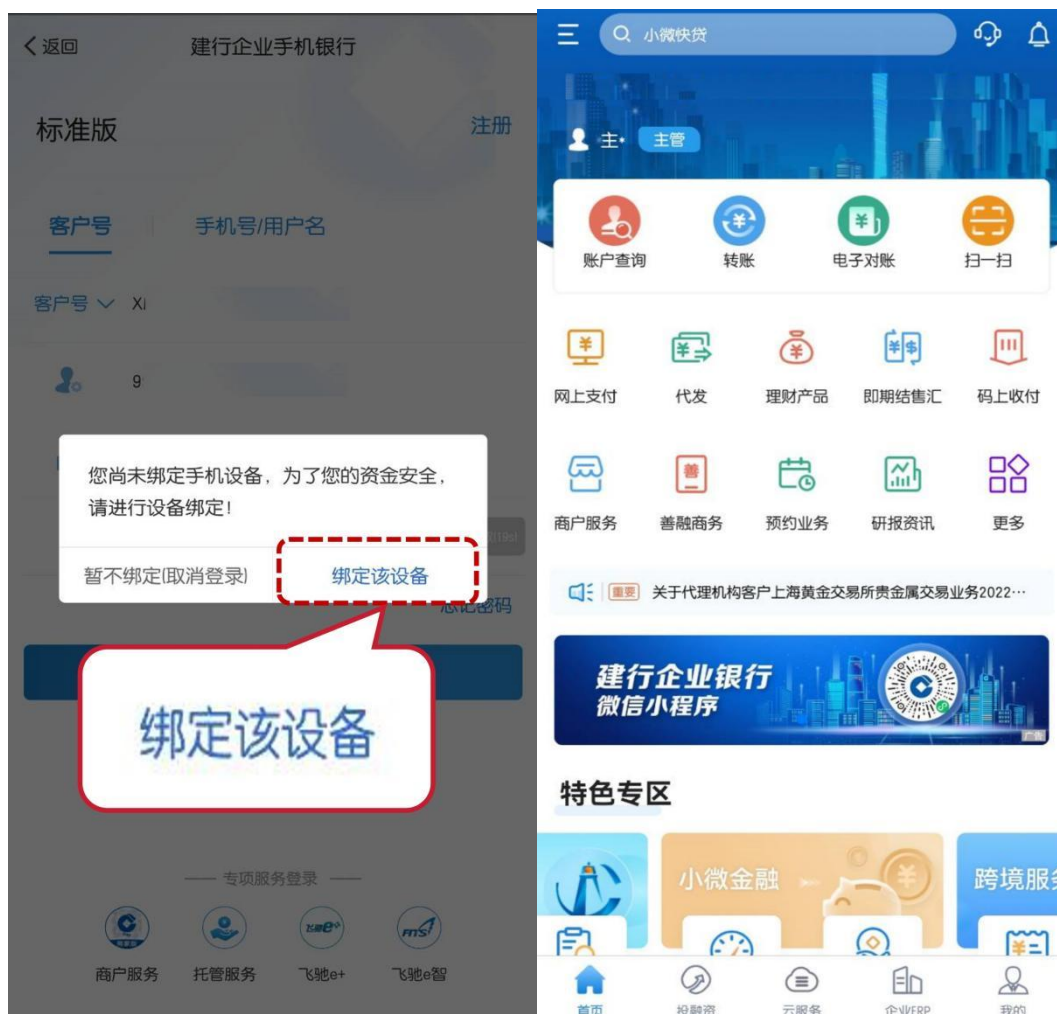 返回
建行企业手机银行
标准版
注册
客户号
手机号/用户名
客户号
Xi
9
您尚未绑定手机设备，为了您的资金安全，
请进行设备绑定！
暂不绑定(取消登录)
绑定该设备
忘记密码
绑定该设备
专项服务登录
商户服务
托管服务
飞驰e+
飞驰e智
小微快贷
主•
主管
账户查询
转账
电子对账
扫一扫
网上支付
代发
理财产品
即期结售汇
码上收付
商户服务
善融商务
预约业务
研报资讯
更多
重要
关于代理机构客户上海黄金交易所贵金属交易业务2022…
建行企业银行
微信小程序
广告
特色专区
小微金融
跨境服务
首页
投融资
云服务
企业ERP
我的